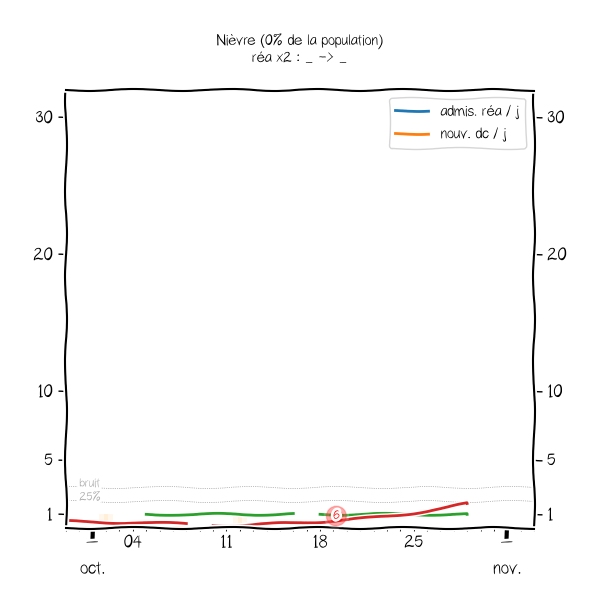 Nièvre (0% de la population)
réa x2 : _ -> _
admis. réa / j
nouv. dc / j
30
30
20
20
10
10
5
5
bruit
25%
1
6
1
04
11
18
25
oct.
nov.